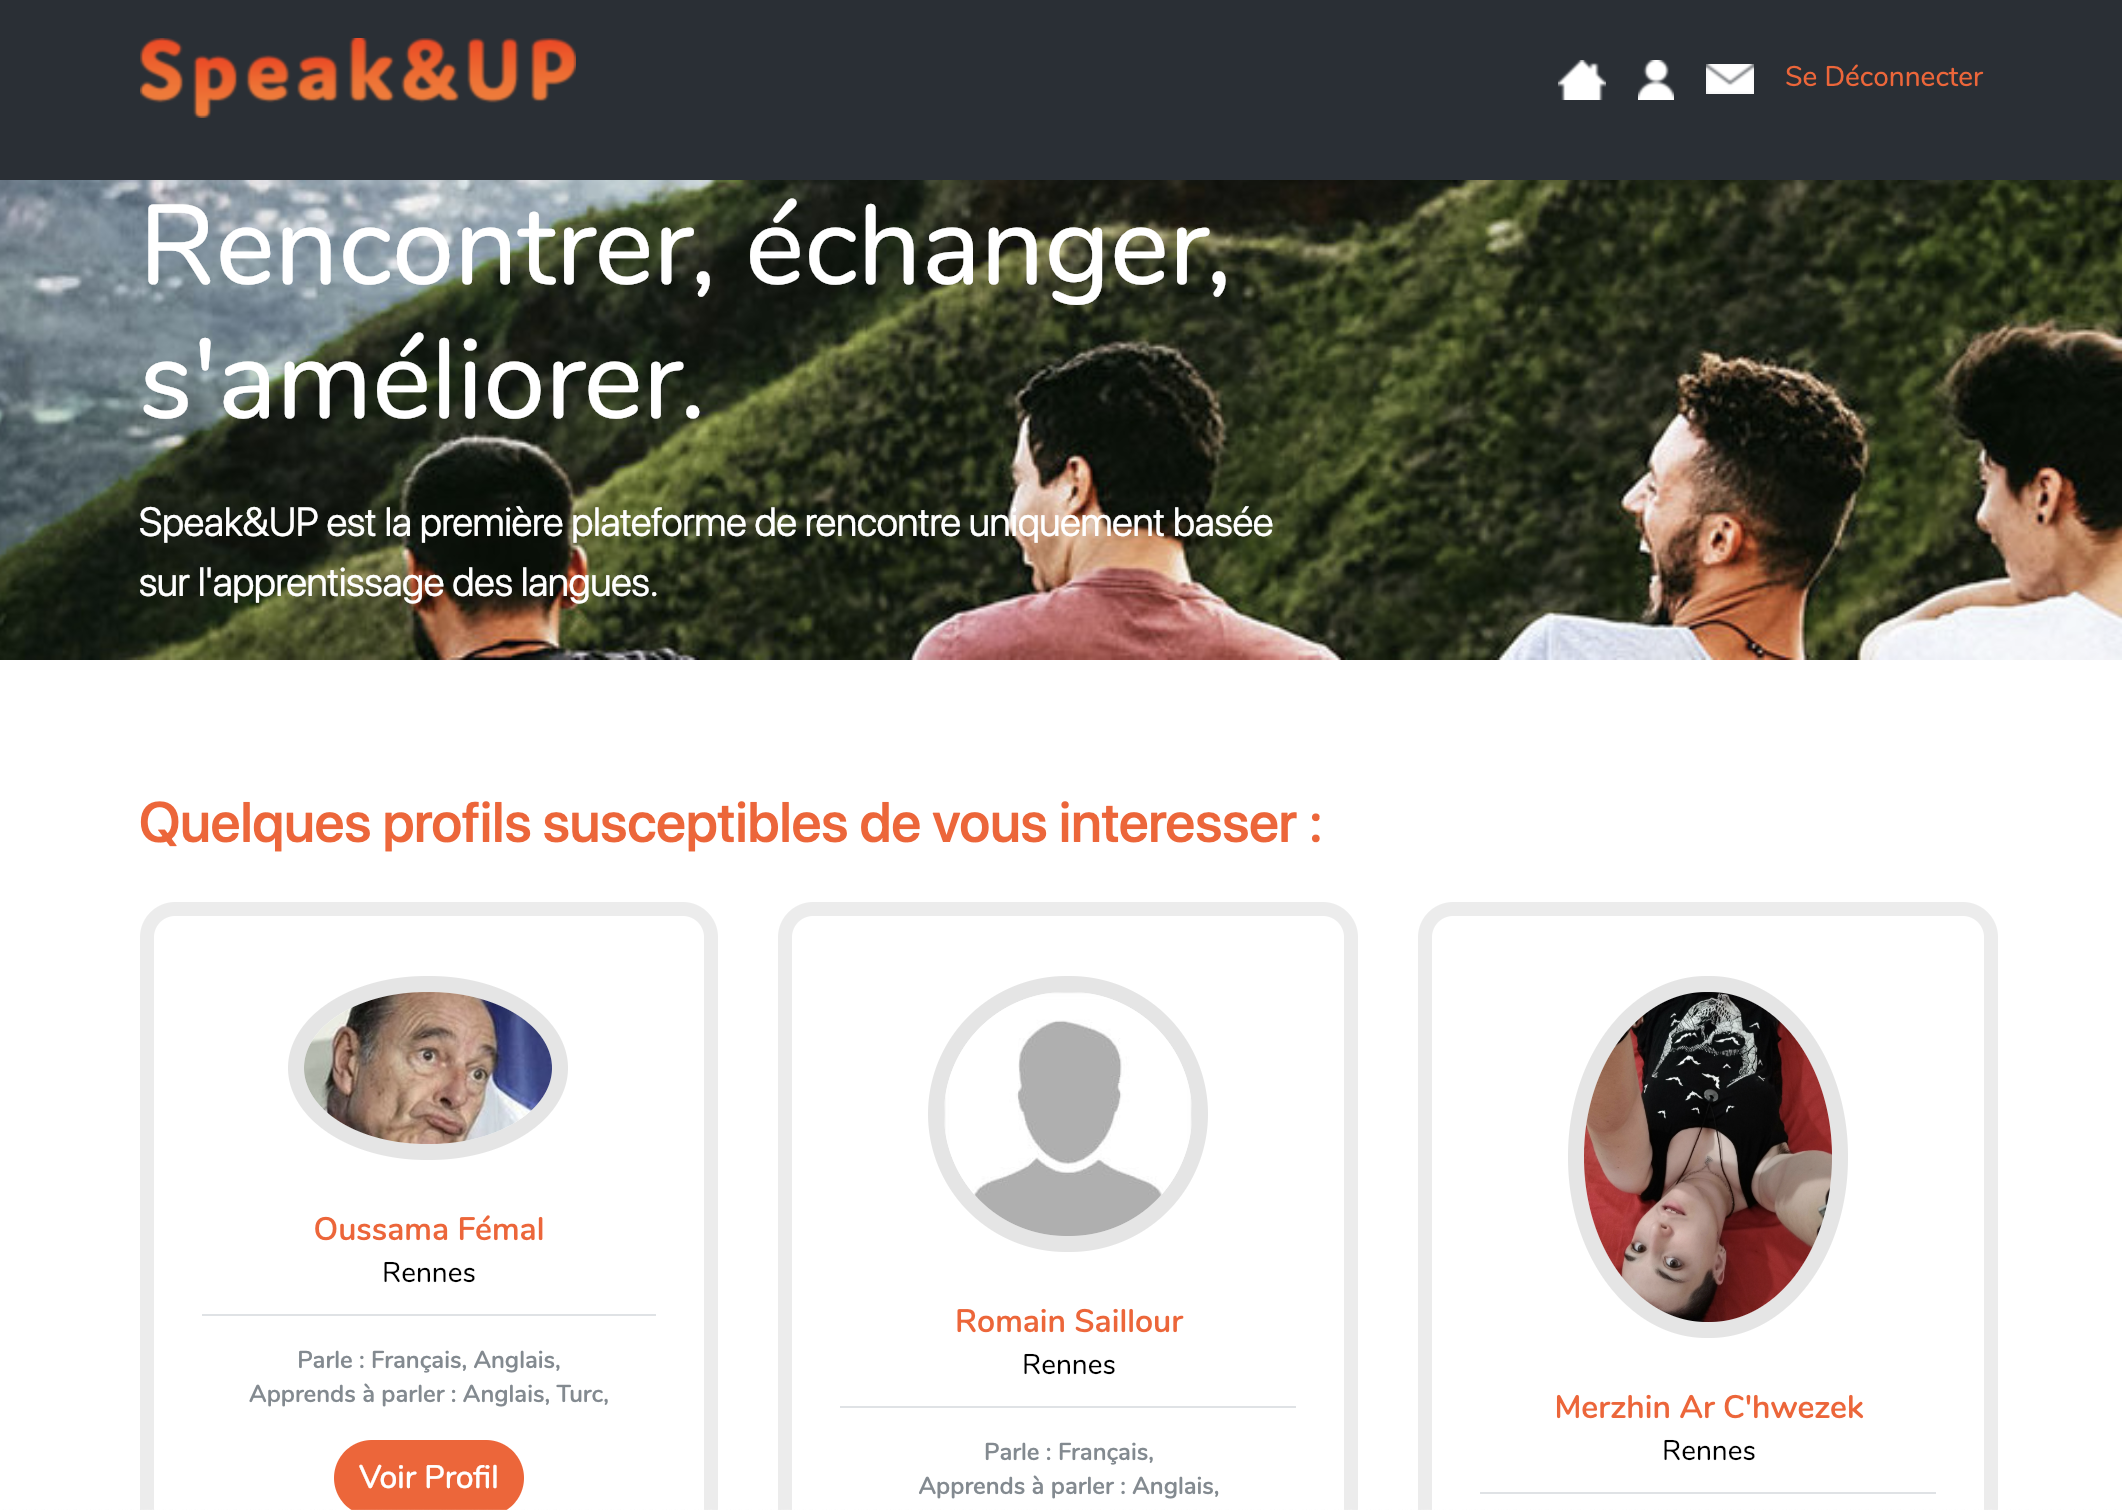 Speak&UP
Se Déconnecter
Rencontrer, échanger,
s'améliorer.
Speak&UP est la première plateforme de rencontre uniquement basée
sur l'apprentissage des langues.
Quelques profils susceptibles de vous interesser :
Oussama Fémal
Rennes
Parle : Français, Anglais,
Apprends à parler : Anglais, Turc,
Voir Profil
Romain Saillour
Rennes
Parle : Français,
Apprends à parler : Anglais,
Merzhin Ar C'hwezek
Rennes